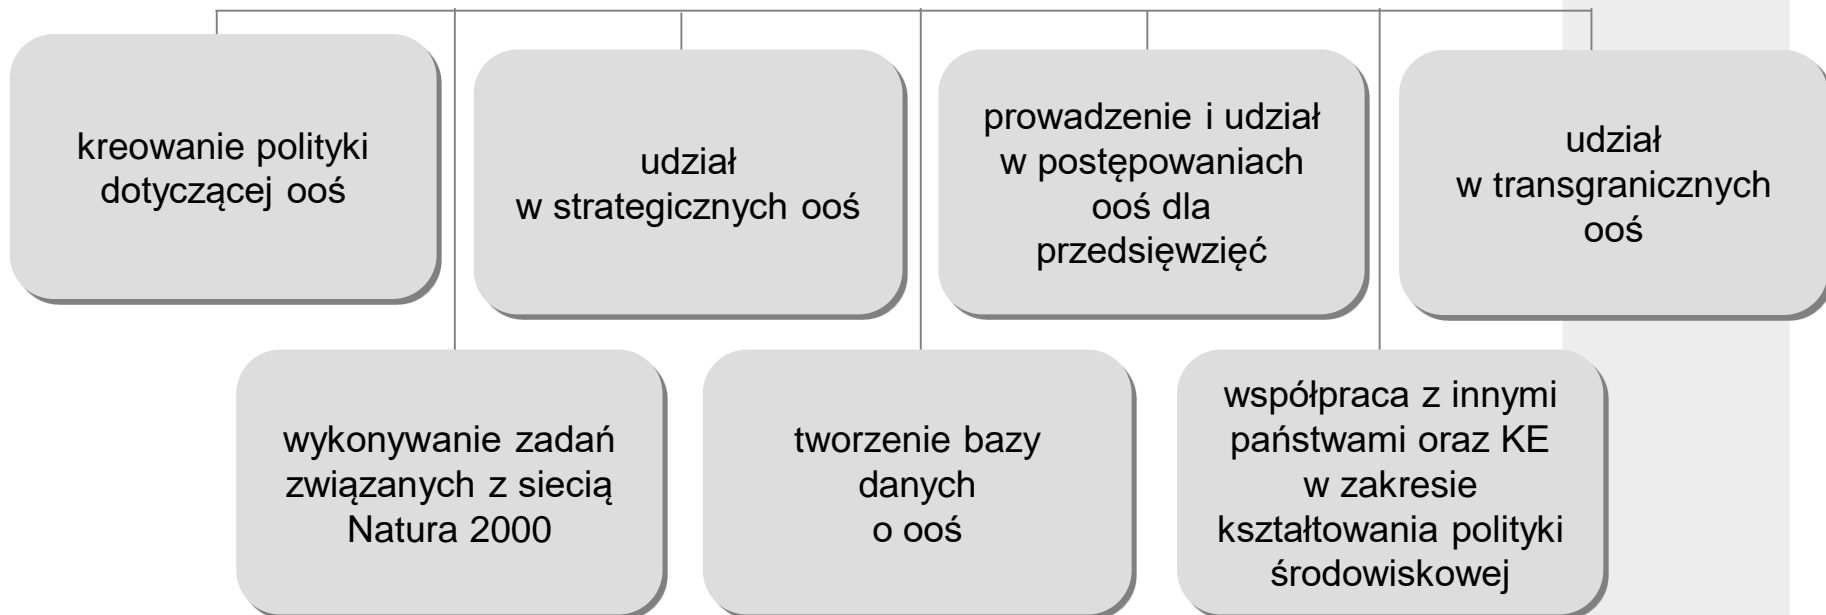 kreowanie polityki
dotyczącej ooś
udział
w strategicznych ooś
prowadzenie i udział
w postępowaniach
ooś dla
przedsięwzięć
udział
w transgranicznych
ooś
wykonywanie zadań
związanych z siecią
Natura 2000
tworzenie bazy
danych
o ooś
współpraca z innymi
państwami oraz KE
w zakresie
kształtowania polityki
środowiskowej